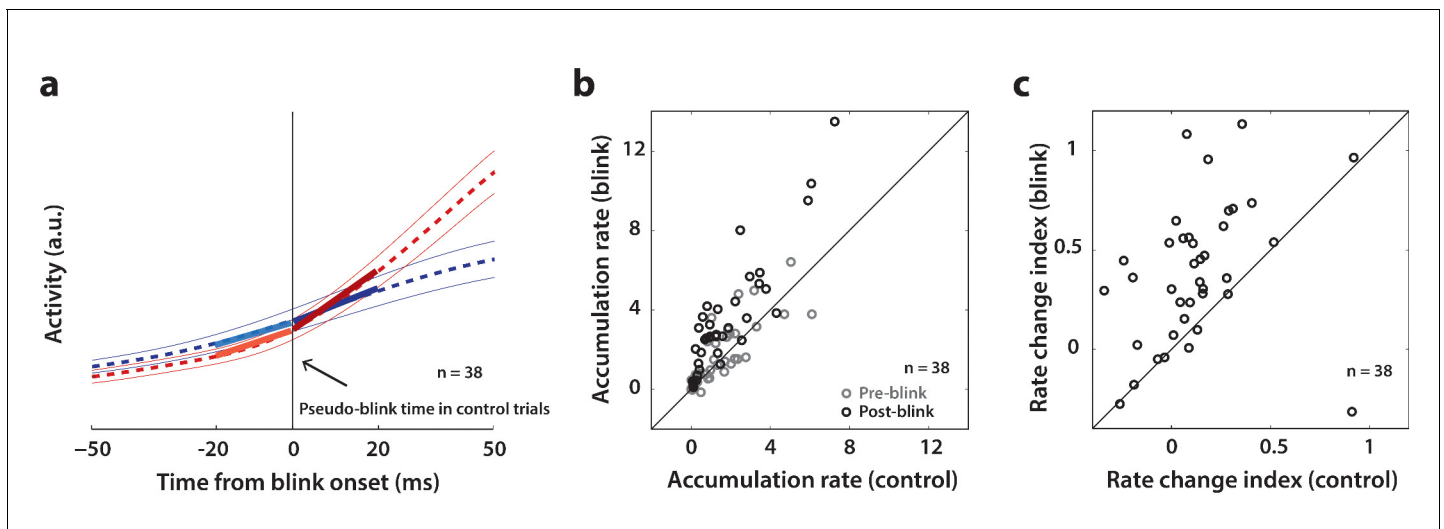 a
Activity (a.u.)
n = 38
Pseudo-blink time in control trials
−50
−20
0
20
50
Time from blink onset (ms)
b
Accumulation rate (blink)
12
8
4
0
n = 38
Pre-blink
Post-blink
0
4
8
12
Accumulation rate (control)
c
Rate change index (blink)
1
0.5
0
n = 38
0
0.5
1
Rate change index (control)